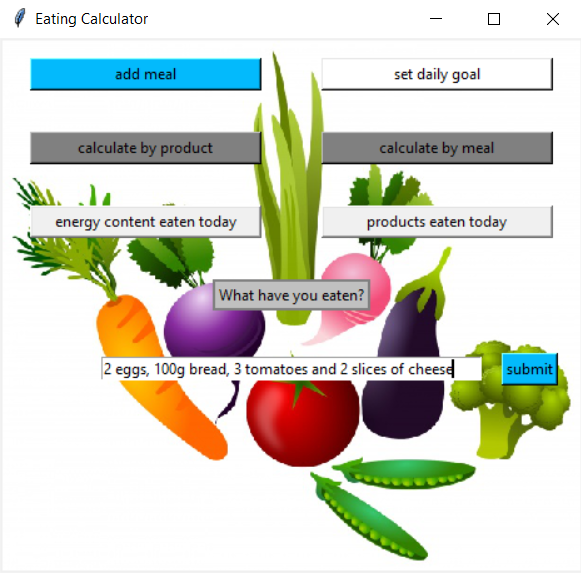 Eating Calculator
add meal
set daily goal
calculate by product
calculate by meal
energy content eaten today
products eaten today
What have you eaten?
2 eggs, 100g bread, 3 tomatoes and 2 slices of cheese
submit